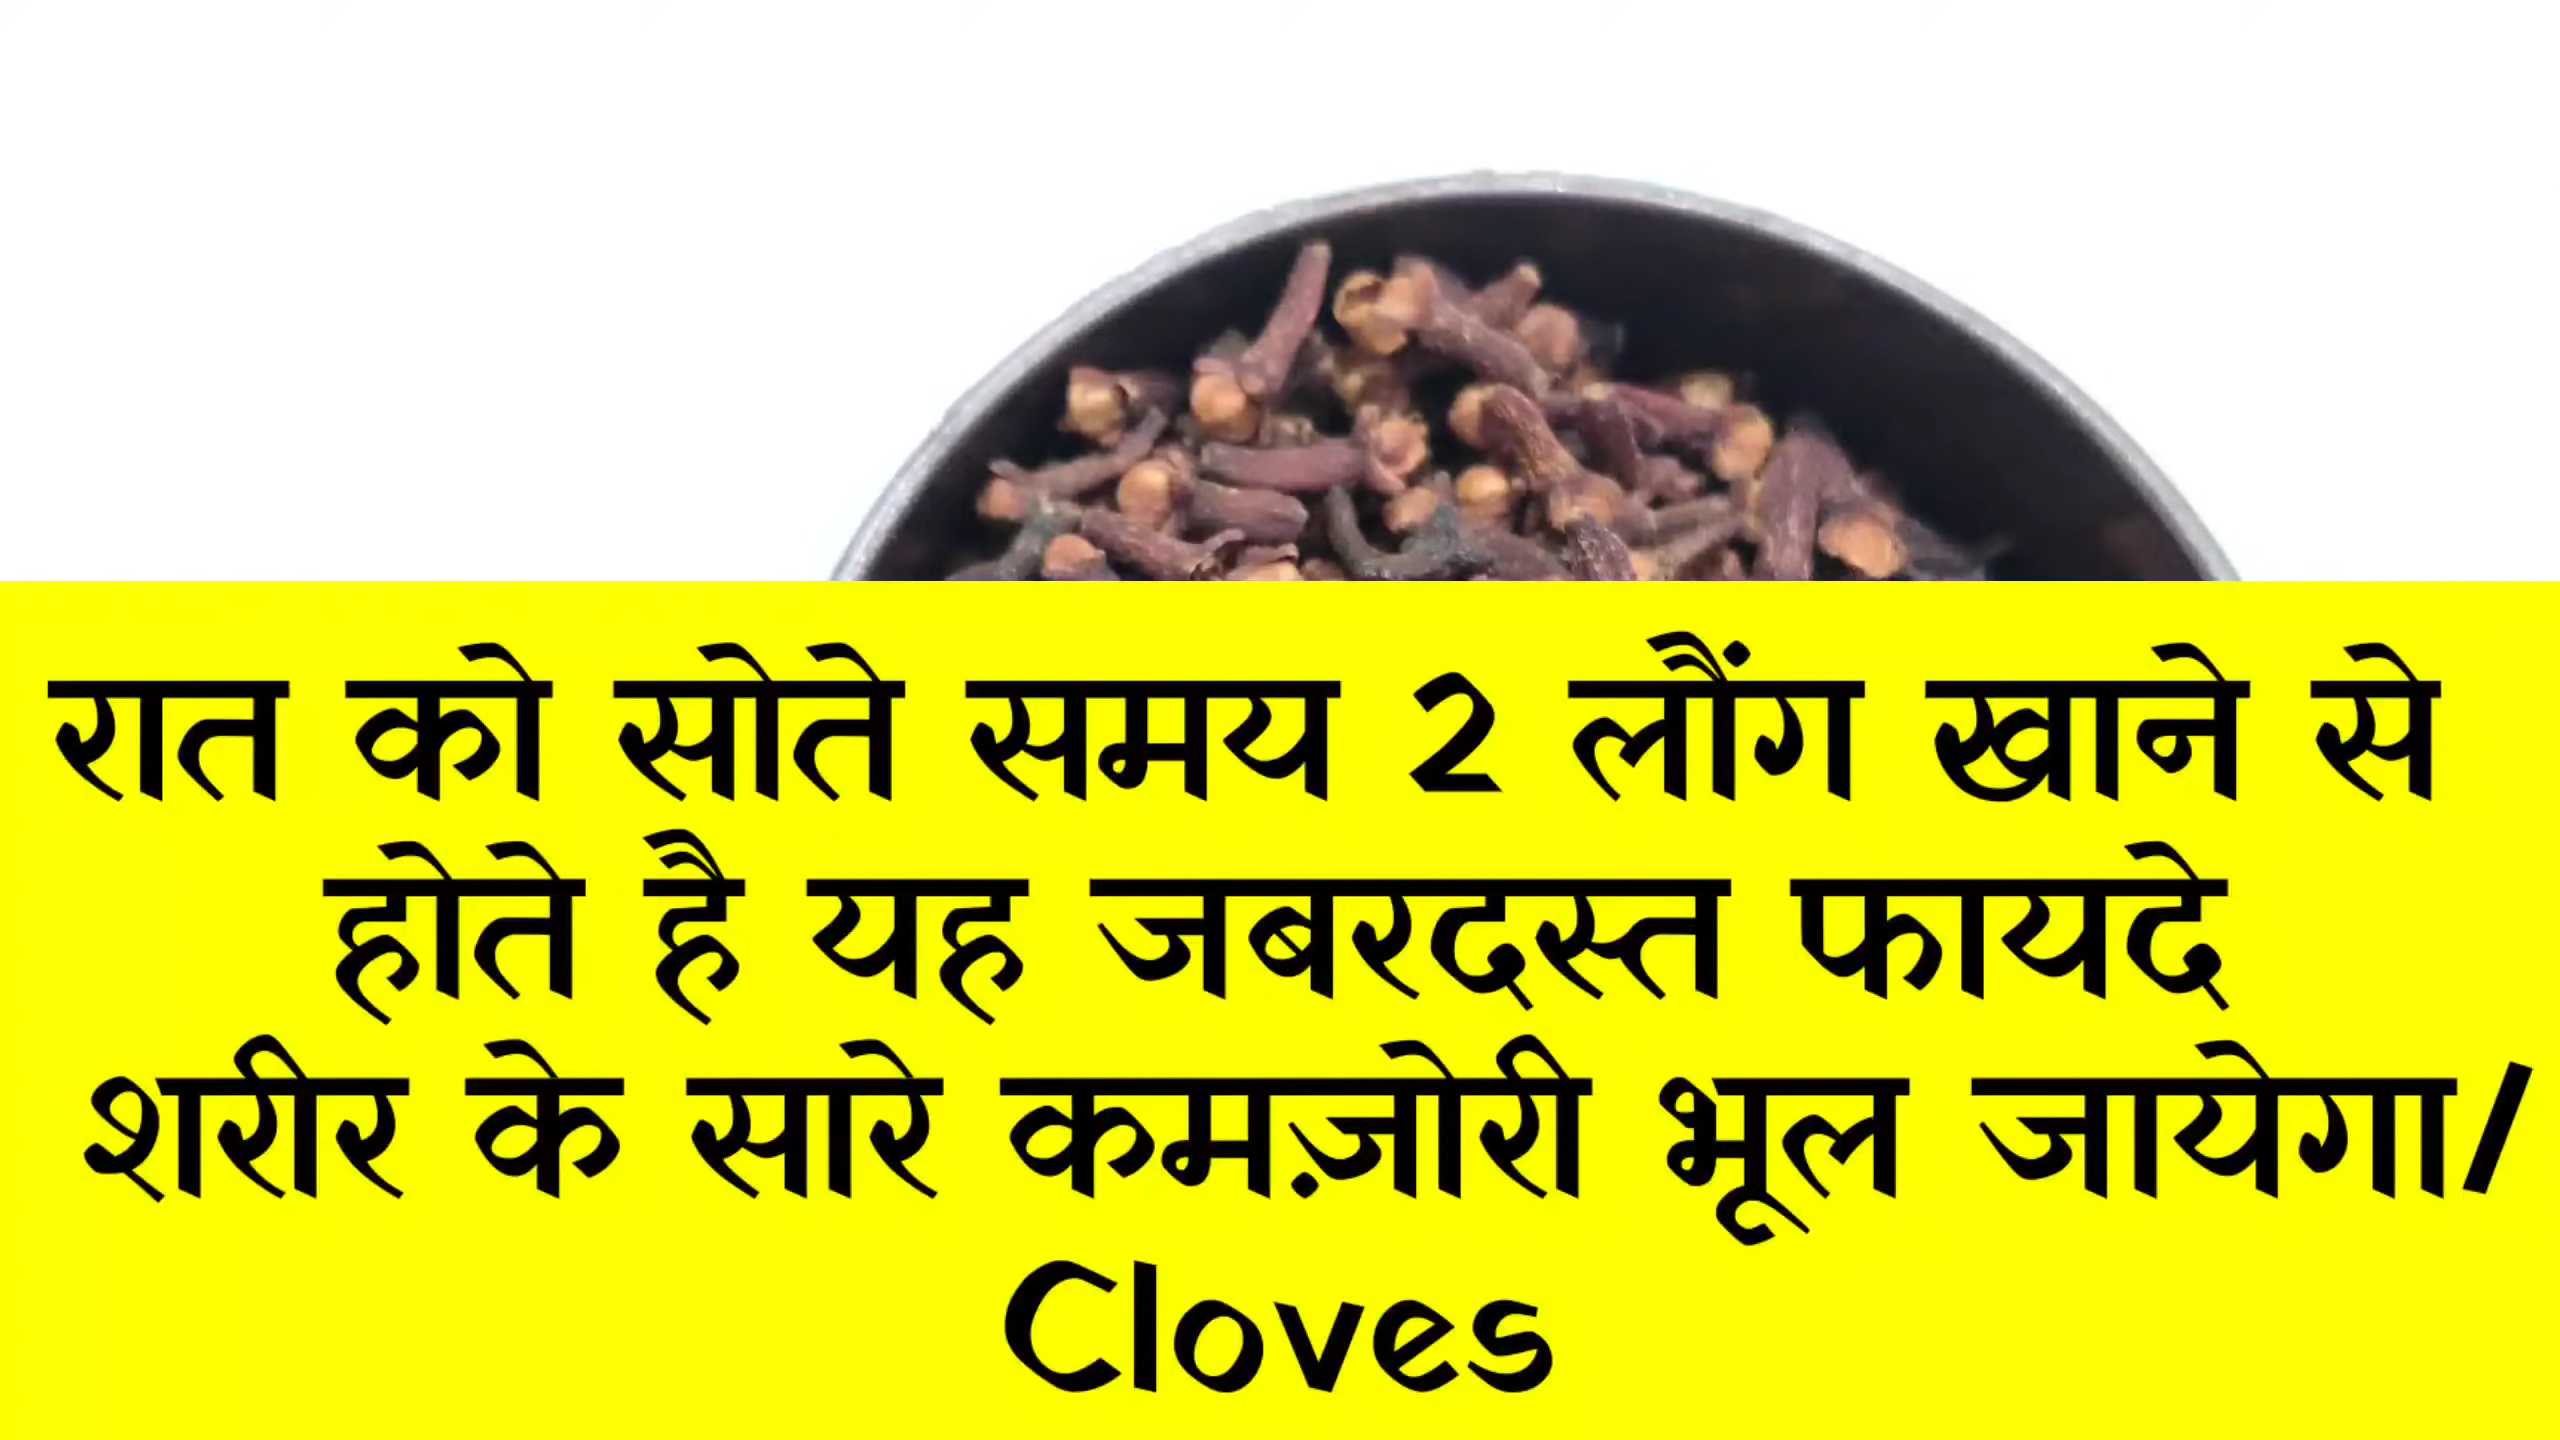 रात को सोते समय 2 लौंग खाने से
होते है यह जबरदस्त फायदे
शरीर के सारे कमज़ोरी भूल जायेगा/
Cloves